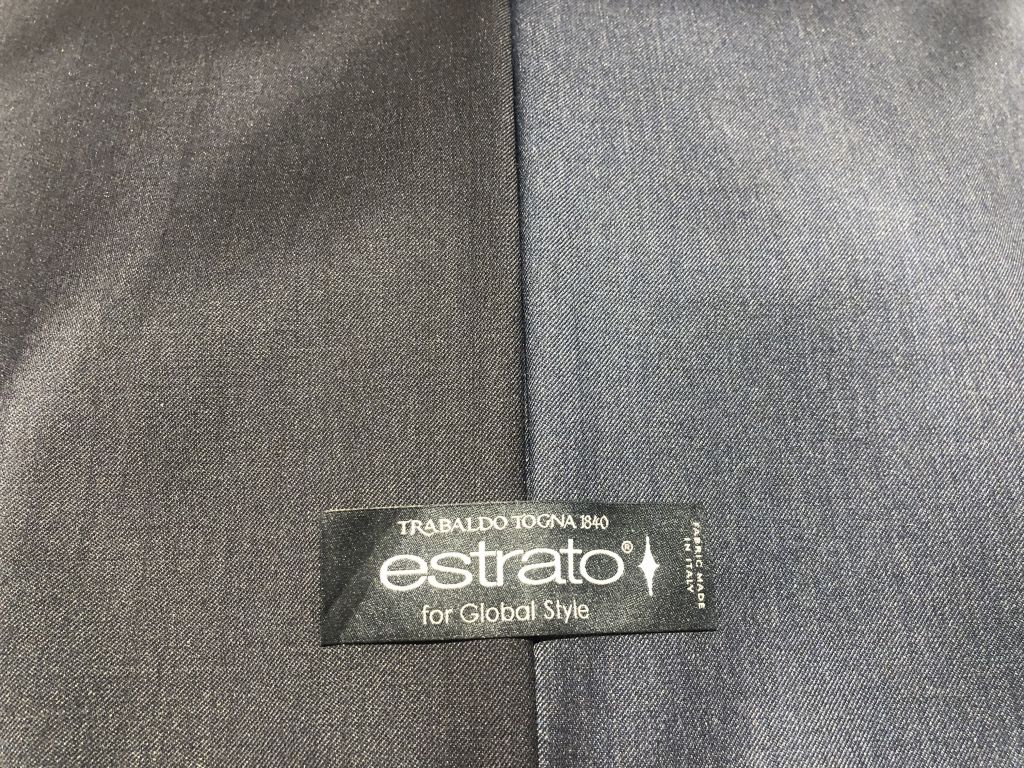 TRABALDO TOGNA 1840
estrato®
for Global Style
FABRIC MADE
IN ITALY